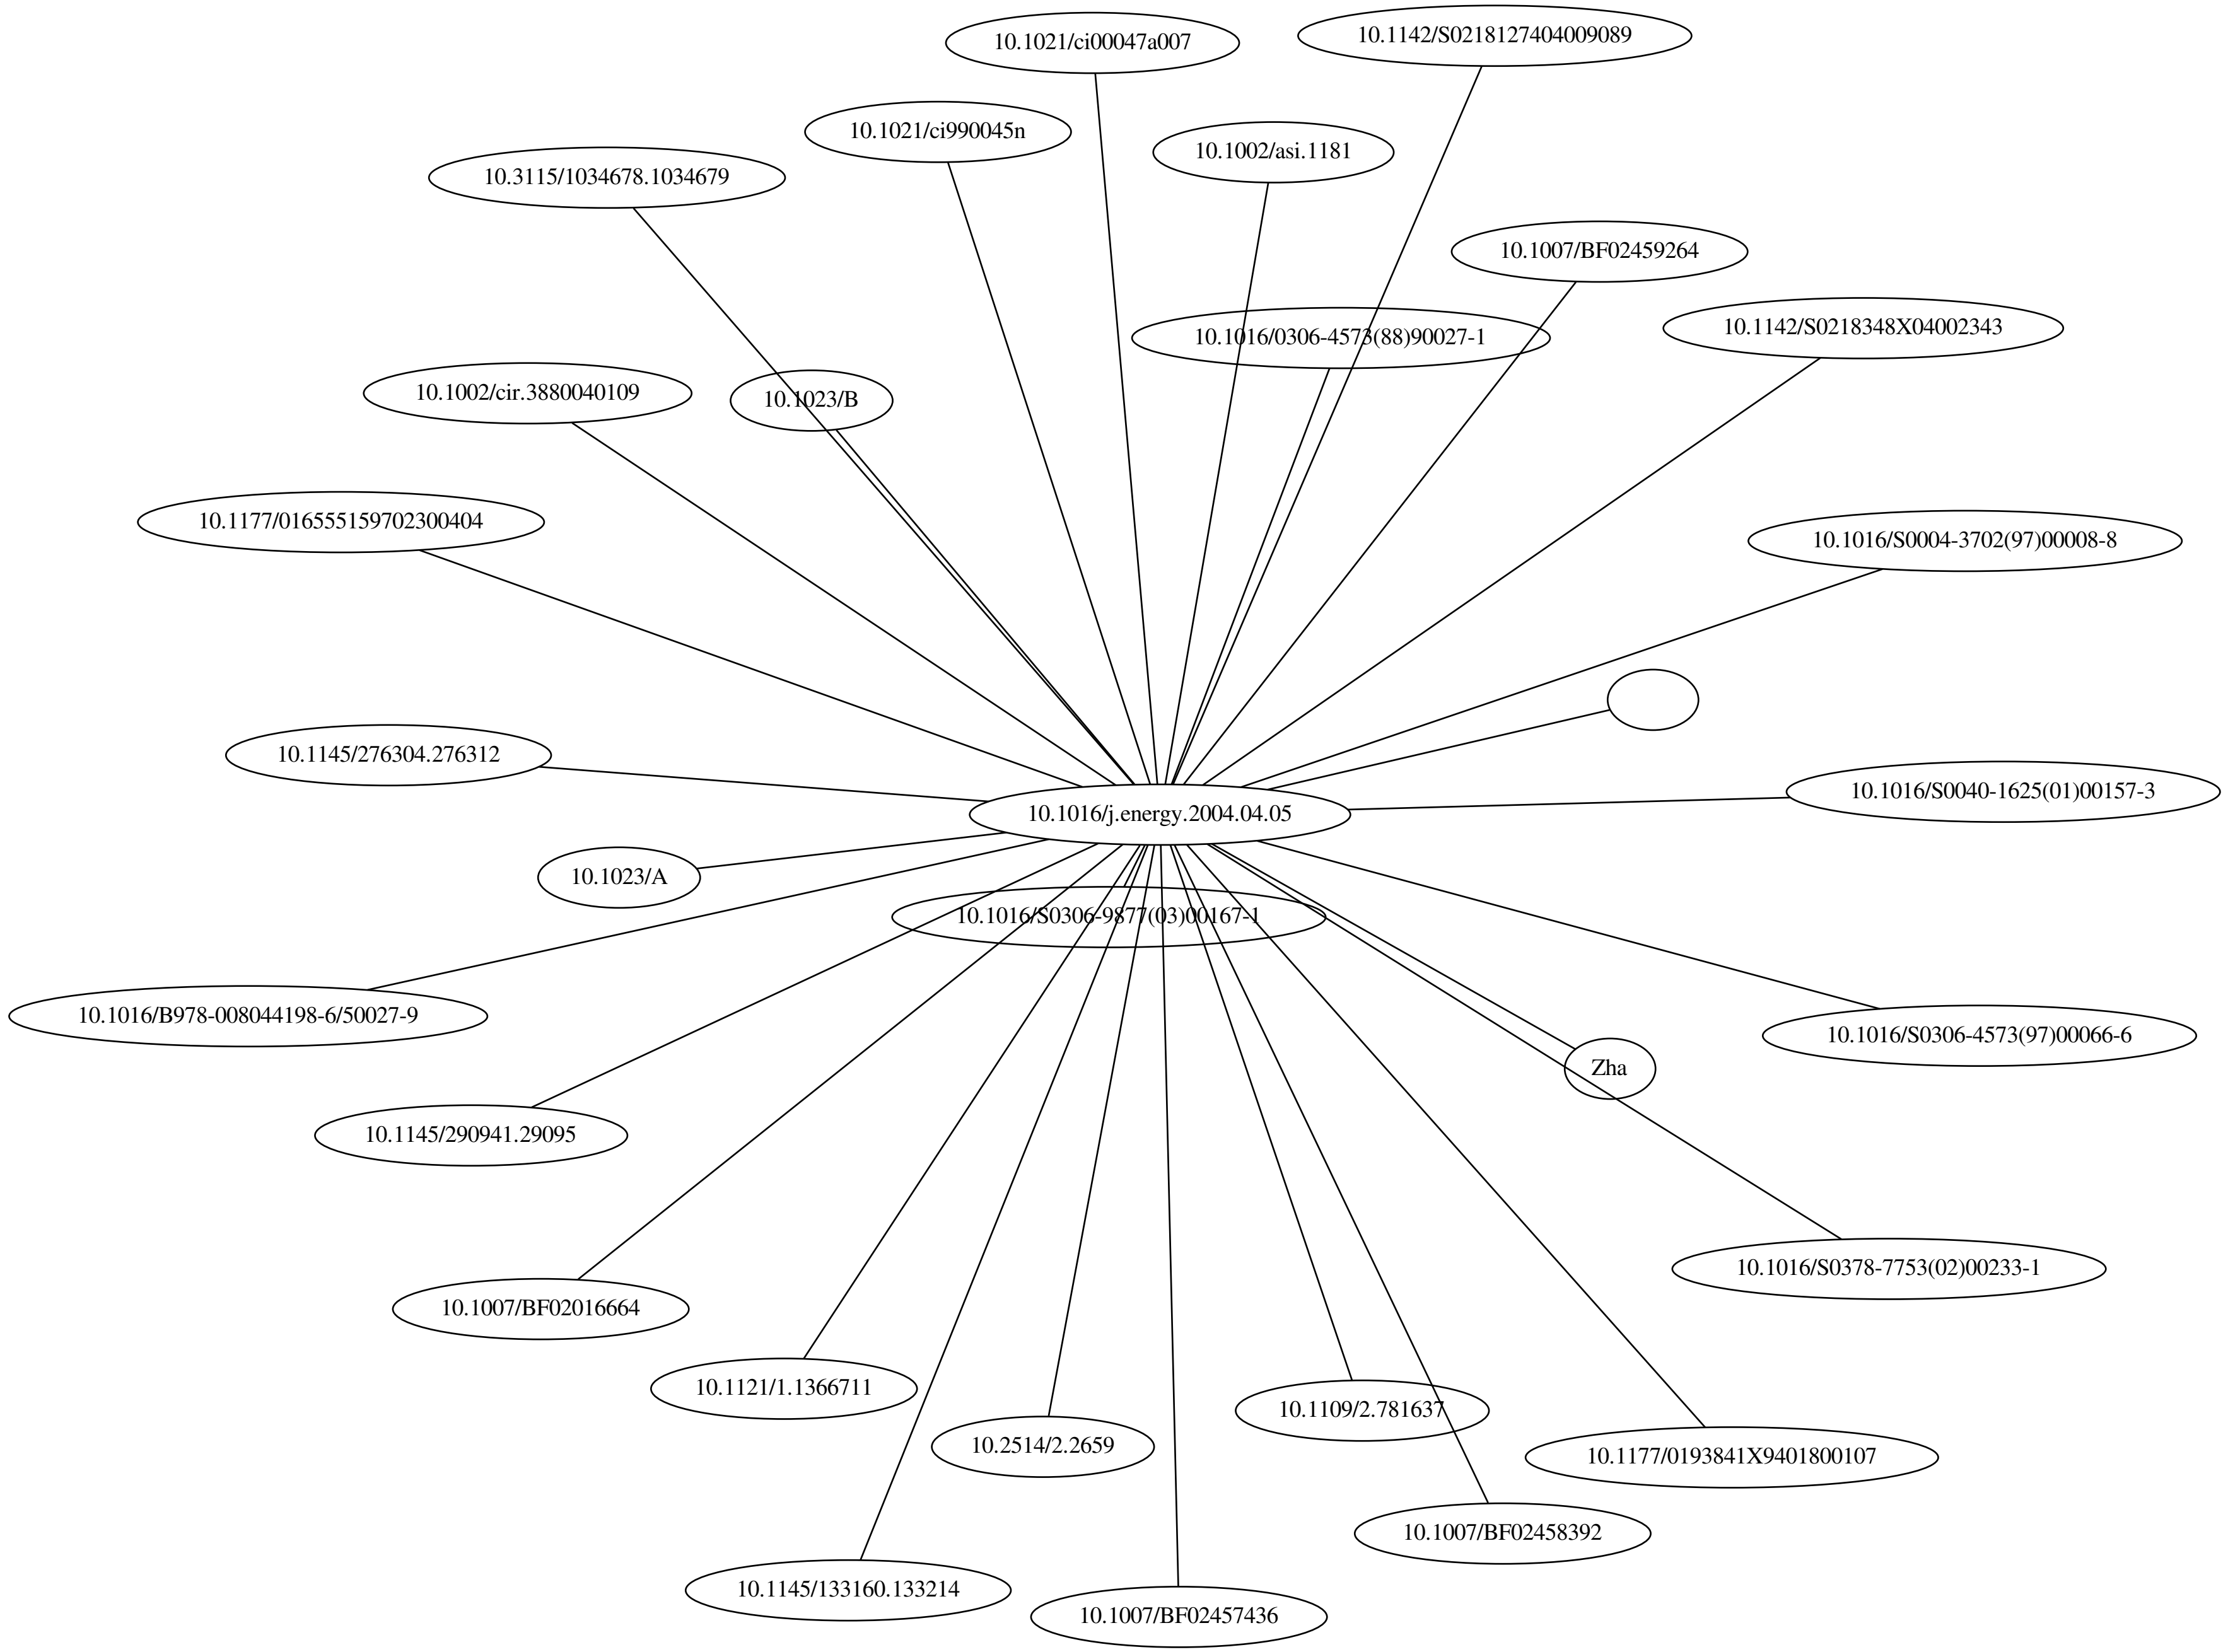 10.1142/S0218127404009089
10.1021/ci00047a007
10.1021/ci990045n
10.1002/asi.1181
10.3115/1034678.1034679
10.1007/BF02459264
10.1142/S0218348X04002343
10.1016/0306-4573(88)90027-1
10.1002/cir.3880040109
10.1023/B
10.1177/016555159702300404
10.1016/S0004-3702(97)00008-8
10.1145/276304.276312
10.1016/S0040-1625(01)00157-3
10.1016/j.energy.2004.04.05
10.1023/A
10.1016/S0306-9877(03)00167-1
10.1016/B978-008044198-6/50027-9
10.1016/S0306-4573(97)00066-6
Zha
10.1145/290941.29095
10.1016/S0378-7753(02)00233-1
10.1007/BF02016664
10.1121/1.1366711
10.1109/2.781637
10.2514/2.2659
10.1177/0193841X9401800107
10.1007/BF02458392
10.1145/133160.133214
10.1007/BF02457436